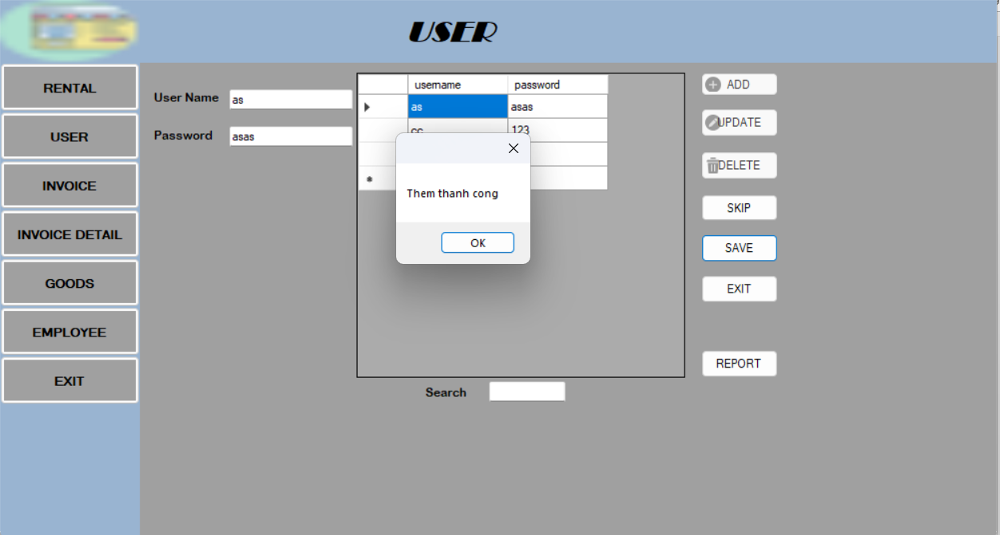 USER
RENTAL
USER
INVOICE
INVOICE DETAIL
GOODS
EMPLOYEE
EXIT
User Name as
Password asas
username password
as asas
cc 123
Them thanh cong
OK
Search
ADD
UPDATE
DELETE
SKIP
SAVE
EXIT
REPORT